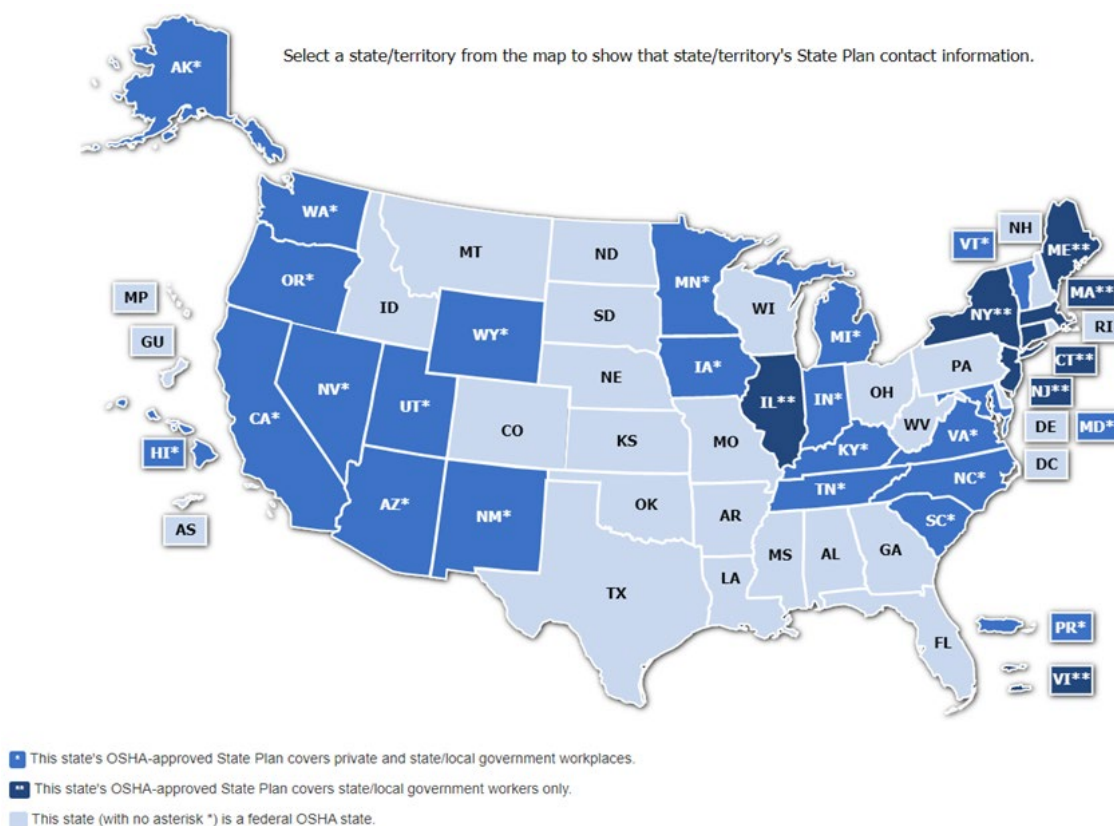 Select a state/territory from the map to show that state/territory's State Plan contact information.
AK*
WA*
OR*
CA*
NV*
ID
MT
WY*
UT*
AZ*
CO
NM*
ND
SD
NE
KS
OK
TX
MN*
IA*
MO
AR
LA
WI
IL**
MI*
IN*
OH
KY*
TN*
MS
AL
GA
FL
SC*
NC*
VA*
WV
PA
NY**
VT*
NH
ME**
MA**
RI
CT**
NJ**
DE
MD*
DC
MP
GU
HI*
AS
PR*
VI**
* This state's OSHA-approved State Plan covers private and state/local government workplaces.
** This state's OSHA-approved State Plan covers state/local government workers only.
This state (with no asterisk *) is a federal OSHA state.